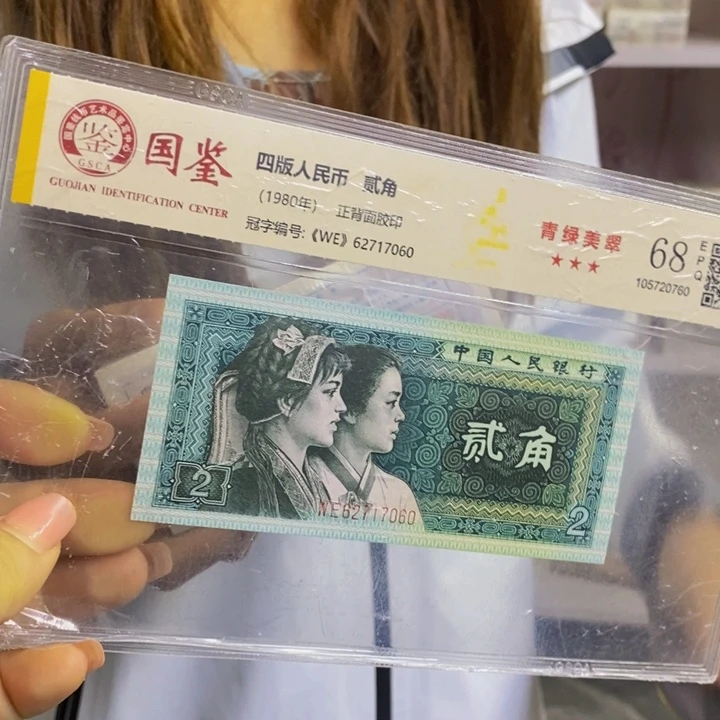 GSCA
国鉴
GSCA
GUOJIAN IDENTIFICATION CENTER
四版人民币 贰角
(1980年) 正背面胶印
冠字编号:《WE》62717060
青绿美翠
★★★
68
EPQ
105720760
中国人民银行
贰角
2
WE62717060
2